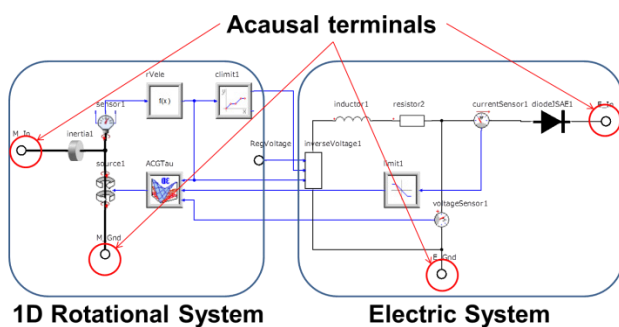 Acausal terminals
rVele
climit1
sensor1
f(x)
M_In
inertia1
source1
ACGTau
M_Gnd
RegVoltage
inductor1
resistor2
currentSensor1
diodeJSAE1
E_In
inverseVoltage1
limit1
voltageSensor1
E_Gnd
1D Rotational System
Electric System